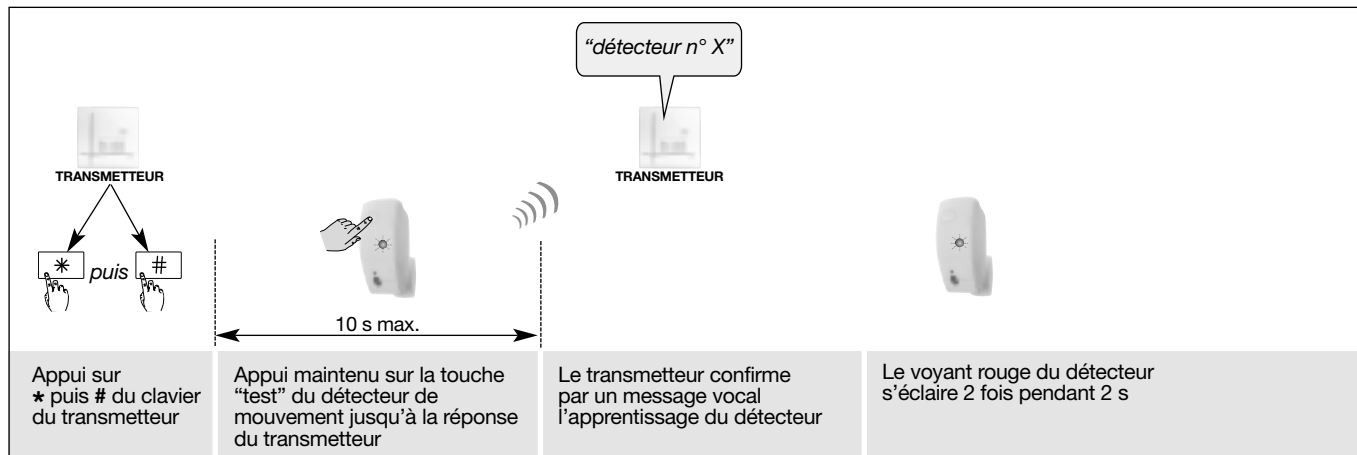 “détecteur n° X”
TRANSMETTEUR
TRANSMETTEUR
* puis #
10 s max.
Appui sur
* puis # du clavier
du transmetteur
Appui maintenu sur la touche
“test” du détecteur de
mouvement jusqu’à la réponse
du transmetteur
Le transmetteur confirme
par un message vocal
l’apprentissage du détecteur
Le voyant rouge du détecteur
s’éclaire 2 fois pendant 2 s